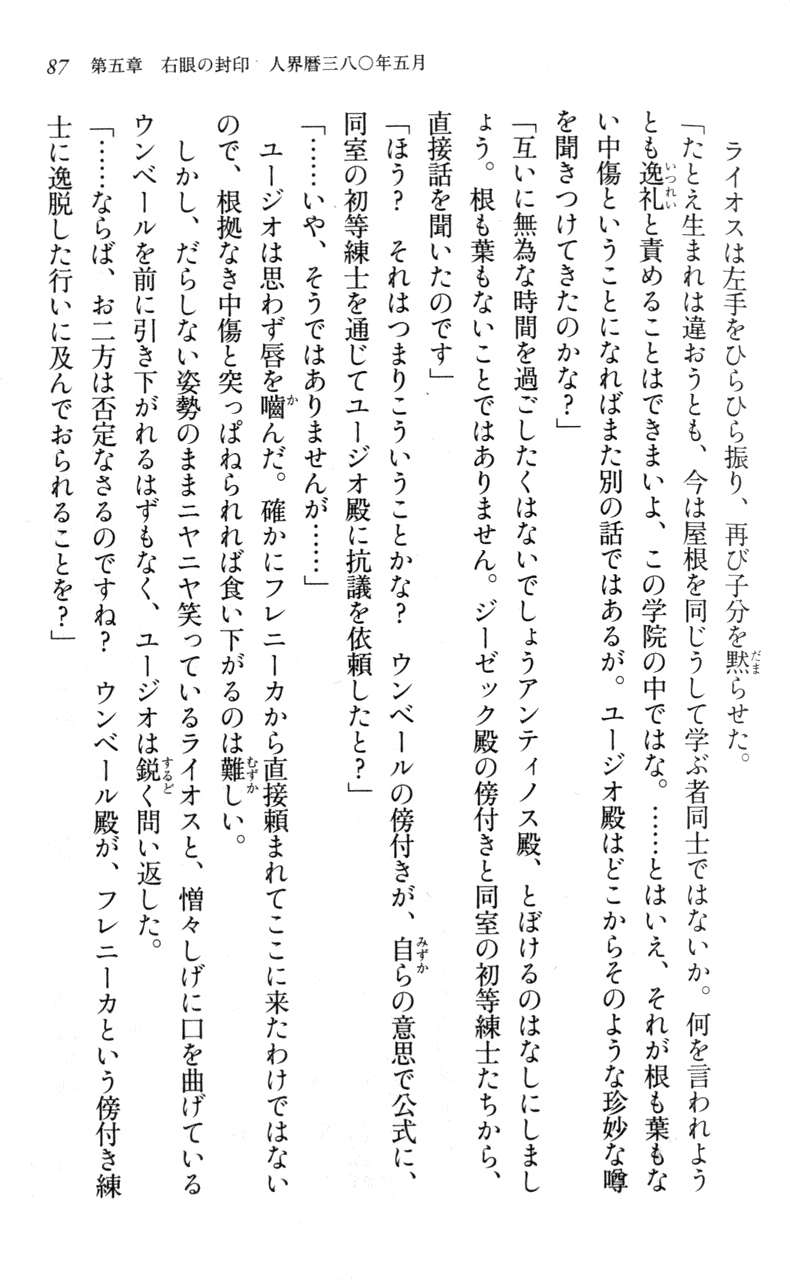 87　第五章　右眼の封印　人界暦三八〇年五月
ライオスは左手をひらひら振り、再び子分を黙らせた。
「たとえ生まれは違おうとも、今は屋根を同じうして学ぶ者同士ではないか。何を言われよう
とも逸礼と責めることはできまいよ、この学院の中ではな。……とはいえ、それが根も葉もな
い中傷ということになればまた別の話ではあるが。ユージオ殿はどこからそのような珍妙な噂
を聞きつけてきたのかな？」
「互いに無為な時間を過ごしたくはないでしょうアンティノス殿、とぼけるのはなしにしまし
ょう。根も葉もないことではありません。ジーゼック殿の傍付きと同室の初等練士たちから、
直接話を聞いたのです」
「ほう？　それはつまりこういうことかな？　ウンベールの傍付きが、自らの意思で公式に、
同室の初等練士を通じてユージオ殿に抗議を依頼したと？」
「……いや、そうではありませんが……」
ユージオは思わず唇を嚙んだ。確かにフレニーカから直接頼まれてここに来たわけではない
ので、根拠なき中傷と突っぱねられれば食い下がるのは難しい。
しかし、だらしない姿勢のままニヤニヤ笑っているライオスと、憎々しげに口を曲げている
ウンベールを前に引き下がれるはずもなく、ユージオは鋭く問い返した。
「……ならば、お二方は否定なさるのですね？　ウンベール殿が、フレニーカという傍付き練
士に逸脱した行いに及んでおられることを？」